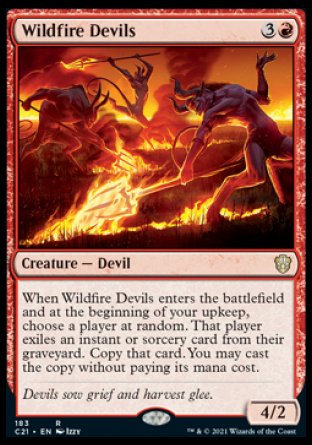 Wildfire Devils 3
Creature — Devil
When Wildfire Devils enters the battlefield
and at the beginning of your upkeep,
choose a player at random. That player
exiles an instant or sorcery card from their
graveyard. Copy that card. You may cast
the copy without paying its mana cost.
Devils sow grief and harvest glee.
4/2
183 R
C21 • EN Izzy ™ & © 2021 Wizards of the Coast